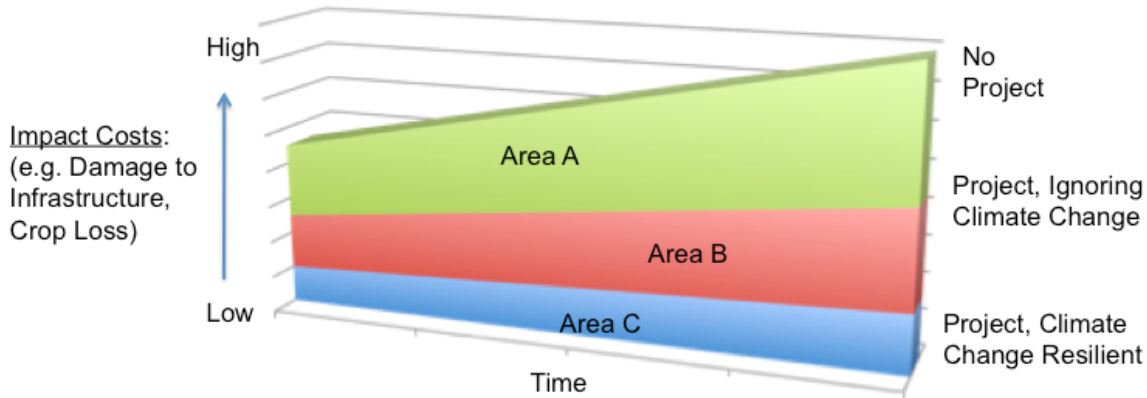 High
Impact Costs:
(e.g. Damage to
Infrastructure,
Crop Loss)
Low
Area A
Area B
Area C
Time
No
Project
Project, Ignoring
Climate Change
Project, Climate
Change Resilient